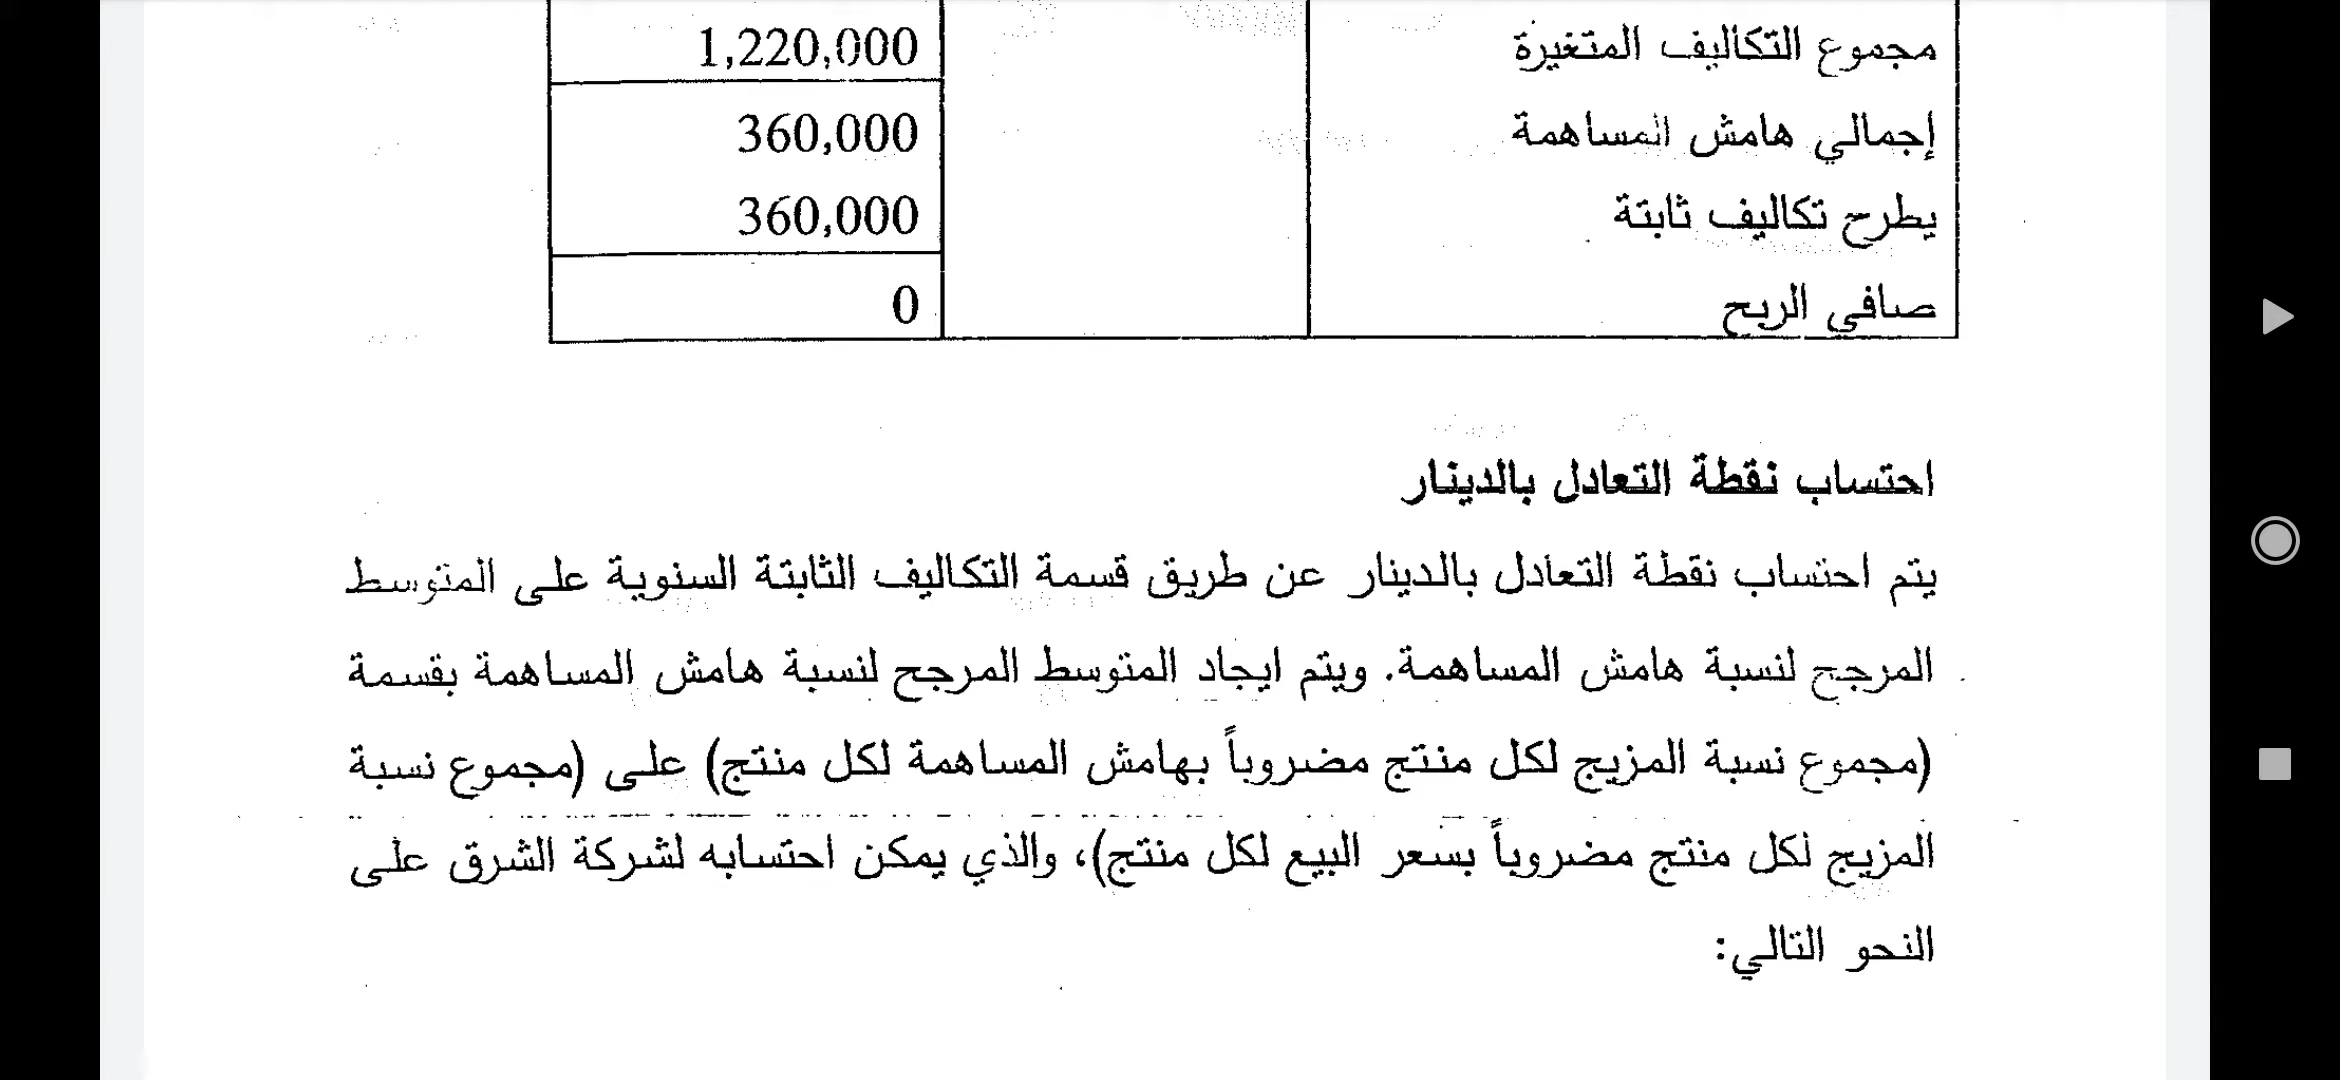 مجموع التكاليف المتغيرة 1,220,000
إجمالي هامش المساهمة 360,000
يطرح تكاليف ثابتة 360,000
صافي الربح 0
احتساب نقطة التعادل بالدينار
يتم احتساب نقطة التعادل بالدينار عن طريق قسمة التكاليف الثابتة السنوية على المتوسط
المرجح لنسبة هامش المساهمة. ويتم ايجاد المتوسط المرجح لنسبة هامش المساهمة بقسمة
(مجموع نسبة المزيج لكل منتج مضروباً بهامش المساهمة لكل منتج) على (مجموع نسبة
المزيج لكل منتج مضروباً بسعر البيع لكل منتج)، والذي يمكن احتسابه لشركة الشرق على
النحو التالي: